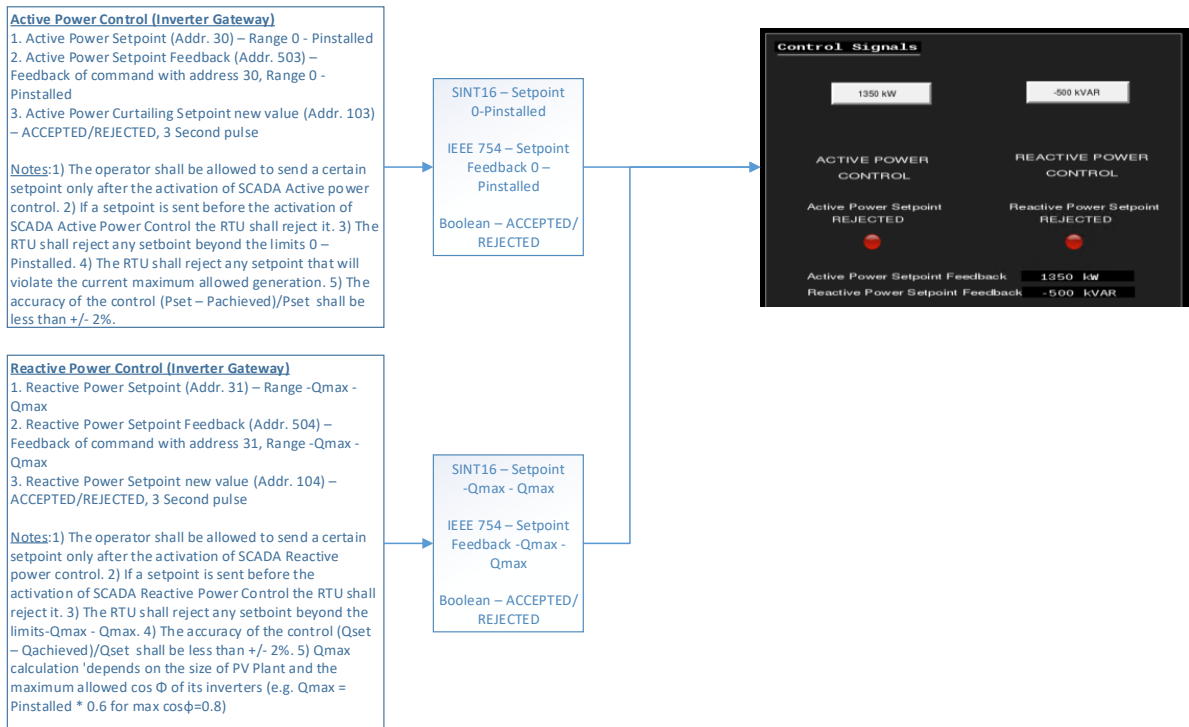 Active Power Control (Inverter Gateway)
1. Active Power Setpoint (Addr. 30) – Range 0 - Pinstalled
2. Active Power Setpoint Feedback (Addr. 503) –
Feedback of command with address 30, Range 0 -
Pinstalled
3. Active Power Curtailing Setpoint new value (Addr. 103)
– ACCEPTED/REJECTED, 3 Second pulse
Notes:1) The operator shall be allowed to send a certain
setpoint only after the activation of SCADA Active power
control. 2) If a setpoint is sent before the activation of
SCADA Active Power Control the RTU shall reject it. 3) The
RTU shall reject any setboint beyond the limits 0 –
Pinstalled. 4) The RTU shall reject any setpoint that will
violate the current maximum allowed generation. 5) The
accuracy of the control (Pset – Pachieved)/Pset shall be
less than +/- 2%.
SINT16 – Setpoint
0-Pinstalled
IEEE 754 – Setpoint
Feedback 0 –
Pinstalled
Boolean – ACCEPTED/
REJECTED
Control Signals
1350 kW
-500 kVAR
ACTIVE POWER
CONTROL
REACTIVE POWER
CONTROL
Active Power Setpoint
REJECTED
Reactive Power Setpoint
REJECTED
Active Power Setpoint Feedback 1350 kW
Reactive Power Setpoint Feedback -500 kVAR
Reactive Power Control (Inverter Gateway)
1. Reactive Power Setpoint (Addr. 31) – Range -Qmax -
Qmax
2. Reactive Power Setpoint Feedback (Addr. 504) –
Feedback of command with address 31, Range -Qmax -
Qmax
3. Reactive Power Setpoint new value (Addr. 104) –
ACCEPTED/REJECTED, 3 Second pulse
Notes:1) The operator shall be allowed to send a certain
setpoint only after the activation of SCADA Reactive
power control. 2) If a setpoint is sent before the
activation of SCADA Reactive Power Control the RTU shall
reject it. 3) The RTU shall reject any setboint beyond the
limits-Qmax - Qmax. 4) The accuracy of the control (Qset
– Qachieved)/Qset shall be less than +/- 2%. 5) Qmax
calculation 'depends on the size of PV Plant and the
maximum allowed cos Φ of its inverters (e.g. Qmax =
Pinstalled * 0.6 for max cosφ=0.8)
SINT16 – Setpoint
-Qmax - Qmax
IEEE 754 – Setpoint
Feedback -Qmax -
Qmax
Boolean – ACCEPTED/
REJECTED